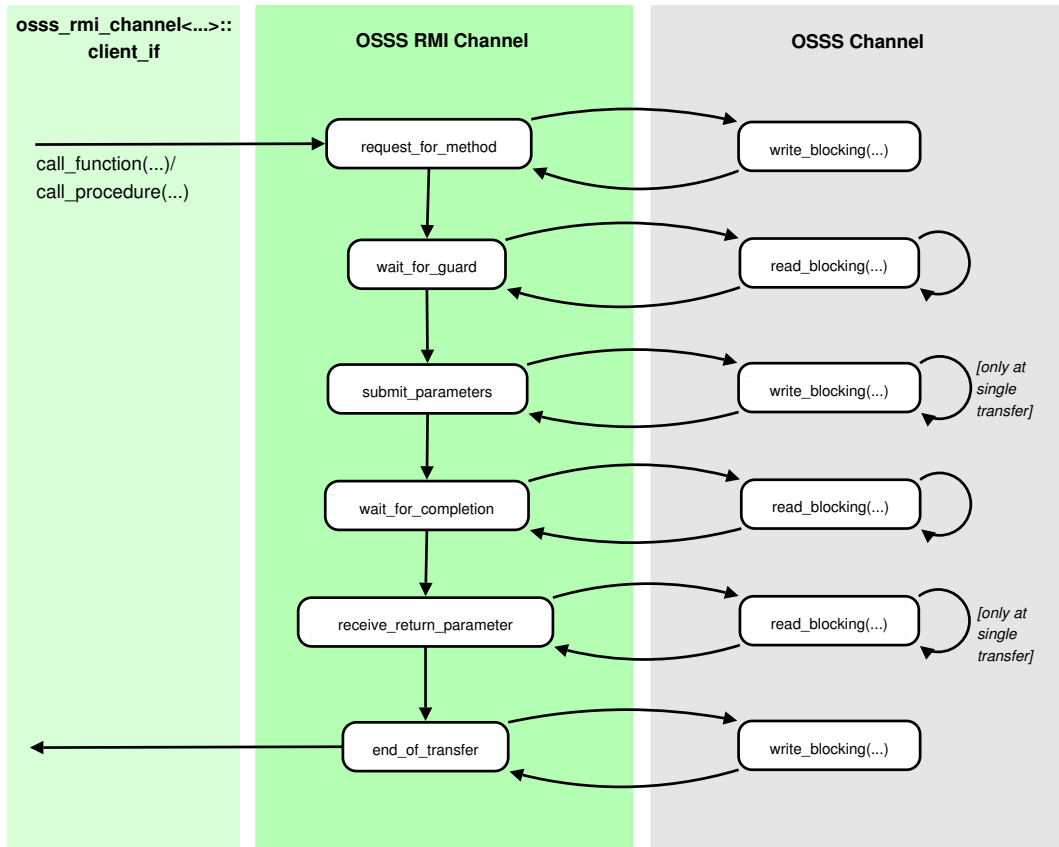 osss_rmi_channel<...>::
client_if
OSSS RMI Channel
OSSS Channel
call_function(...)/
call_procedure(...)
request_for_method
write_blocking(...)
wait_for_guard
read_blocking(...)
submit_parameters
write_blocking(...)
[only at
single
transfer]
wait_for_completion
read_blocking(...)
receive_return_parameter
read_blocking(...)
[only at
single
transfer]
end_of_transfer
write_blocking(...)